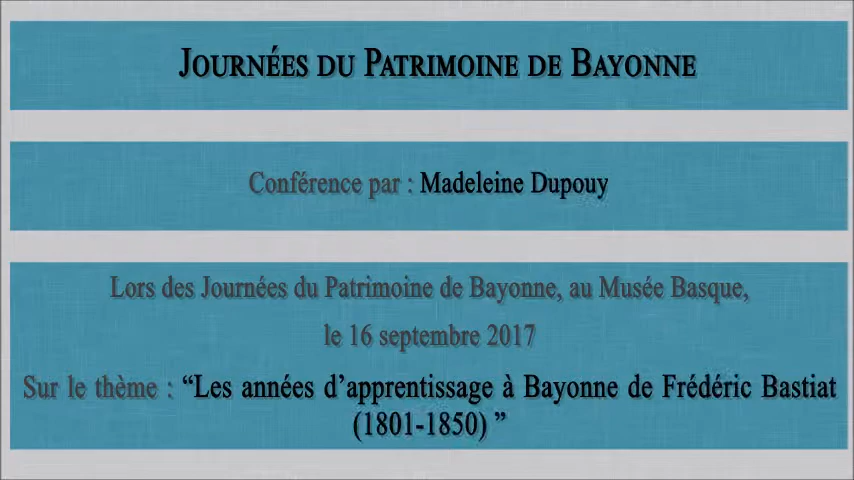 Journées du Patrimoine de Bayonne
Conférence par : Madeleine Dupouy
Lors des Journées du Patrimoine de Bayonne, au Musée Basque,
le 16 septembre 2017
Sur le thème : “Les années d’apprentissage à Bayonne de Frédéric Bastiat
(1801-1850) ”